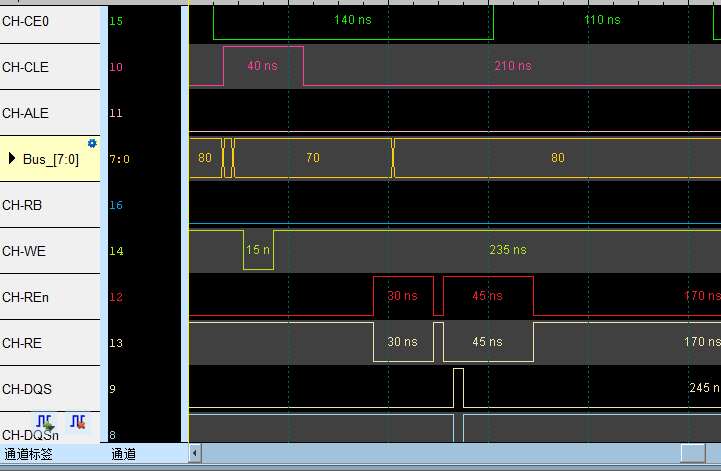 CH-CE0 15 140 ns 110 ns
CH-CLE 10 40 ns 210 ns
CH-ALE 11
Bus_[7:0] 7:0 80 70 80
CH-RB 16
CH-WE 14 15 n 235 ns
CH-REn 12 30 ns 45 ns 170 ns
CH-RE 13 30 ns 45 ns 170 ns
CH-DQS 9 245 n
CH-DQSn 8
通道标签 通道